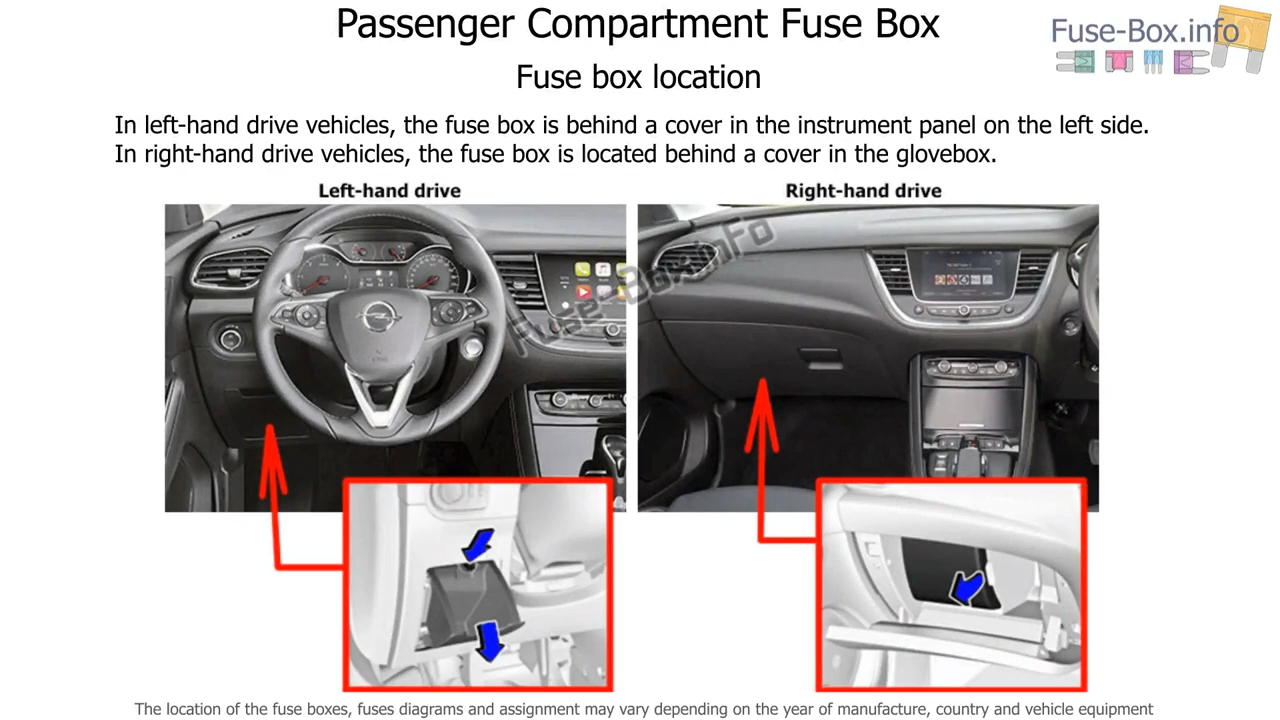 Passenger Compartment Fuse Box
Fuse-Box.info
Fuse box location
In left-hand drive vehicles, the fuse box is behind a cover in the instrument panel on the left side.
In right-hand drive vehicles, the fuse box is located behind a cover in the glovebox.
Left-hand drive
Right-hand drive
Fuse-Box.inFo
The location of the fuse boxes, fuses diagrams and assignment may vary depending on the year of manufacture, country and vehicle equipment